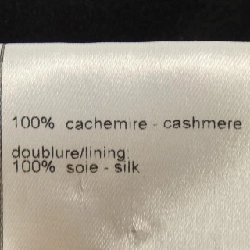 100% cachemire - cashmere
doublure/lining:
100% soie - silk